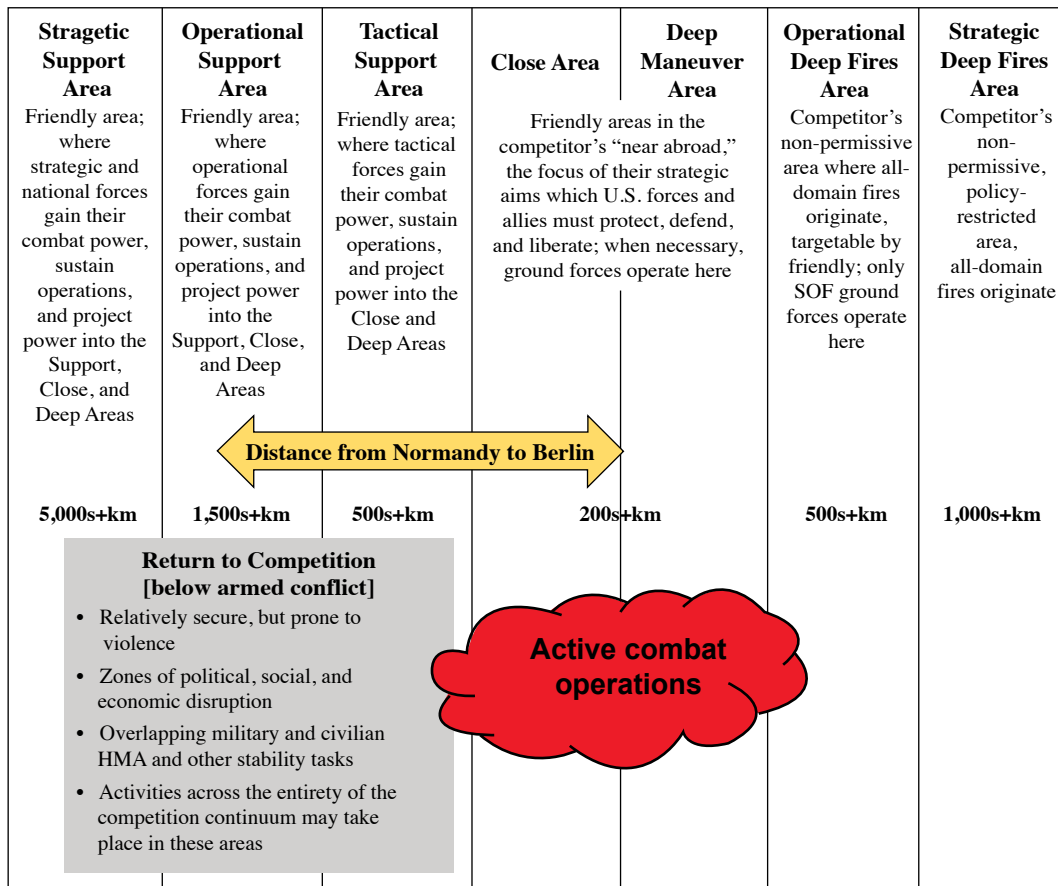 Stragetic
Support
Area
Friendly area;
where
strategic and
national forces
gain their
combat power,
sustain
operations,
and project
power into the
Support,
Close, and
Deep Areas
Operational
Support
Area
Friendly area;
where
operational
forces gain
their combat
power, sustain
operations, and
project power
into the
Support, Close,
and Deep
Areas
Tactical
Support
Area
Friendly area;
where tactical
forces gain
their combat
power, sustain
operations,
and project
power into the
Close and
Deep Areas
Close Area
Deep
Maneuver
Area
Friendly areas in the
competitor's “near abroad,”
the focus of their strategic
aims which U.S. forces and
allies must protect, defend,
and liberate; when necessary,
ground forces operate here
Operational
Deep Fires
Area
Competitor's
non-permissive
area where all-
domain fires
originate,
targetable by
friendly; only
SOF ground
forces operate
here
Strategic
Deep Fires
Area
Competitor's
non-
permissive,
policy-
restricted
area,
all-domain
fires originate
Distance from Normandy to Berlin
5,000s+km
1,500s+km
500s+km
200s+km
500s+km
1,000s+km
Return to Competition
[below armed conflict]
• Relatively secure, but prone to
violence
• Zones of political, social, and
economic disruption
• Overlapping military and civilian
HMA and other stability tasks
• Activities across the entirety of the
competition continuum may take
place in these areas
Active combat
operations